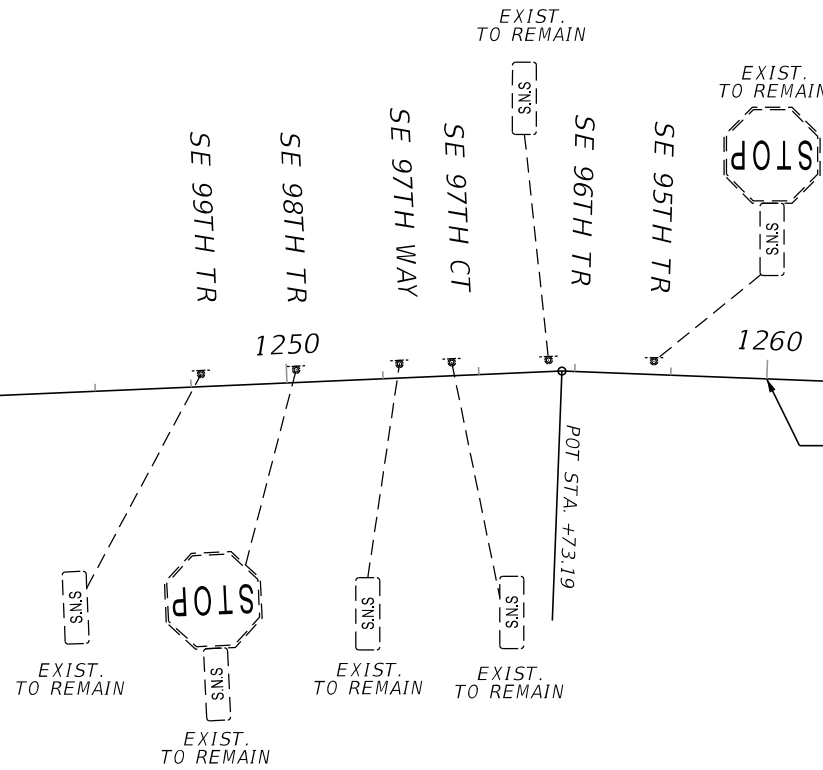 EXIST.
TO REMAIN
S.N.S
EXIST.
TO REMAIN
STOP
S.N.S
SE 99TH TR
SE 98TH TR
SE 97TH WAY
SE 97TH CT
SE 96TH TR
SE 95TH TR
1250
1260
POT STA. +73.19
S.N.S
EXIST.
TO REMAIN
STOP
S.N.S
EXIST.
TO REMAIN
S.N.S
EXIST.
TO REMAIN
S.N.S
EXIST.
TO REMAIN